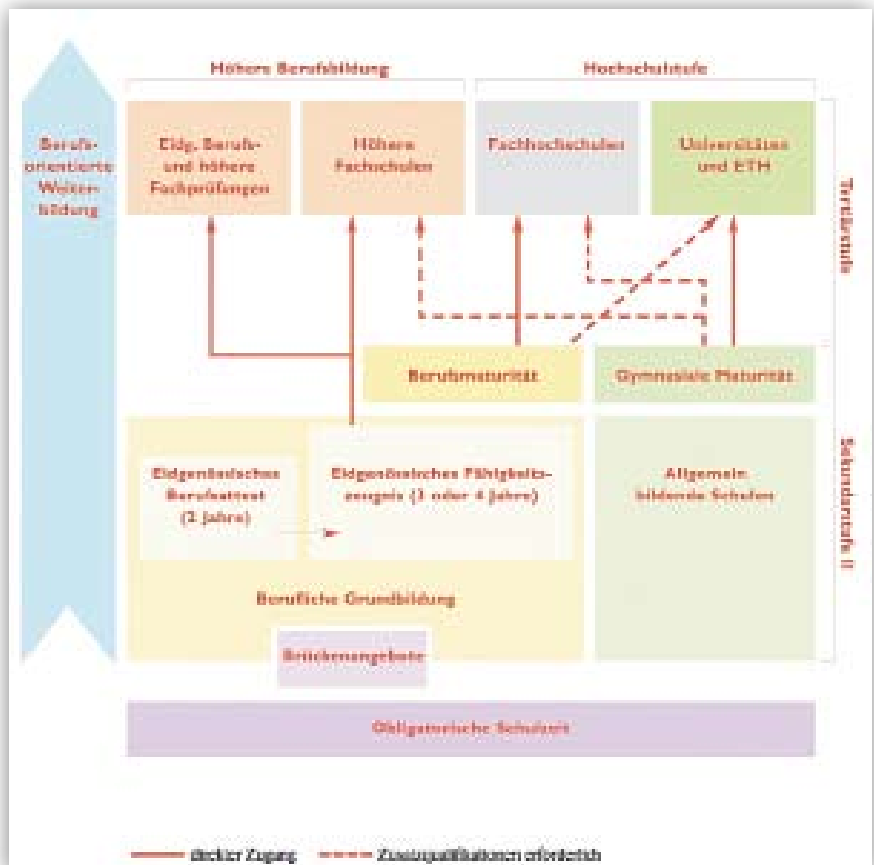 Höhere Berufsbildung
Hochschulstufe
Berufs-
orientierte
Weiter-
bildung
Eidg. Berufs-
und höhere
Fachprüfungen
Höhere
Fachschulen
Fachhochschulen
Universitäten
und ETH
Tertiärstufe
Berufsmaturität
Gymnasiale Maturität
Eidgenössisches
Berufsattest
(2 Jahre)
Eidgenössisches Fähigkeits-
zeugnis (3 oder 4 Jahre)
Allgemein
bildende Schulen
Sekundarstufe II
Berufliche Grundbildung
Brückenangebote
Obligatorische Schulzeit
direkter Zugang
Zusatzqualifikationen erforderlich